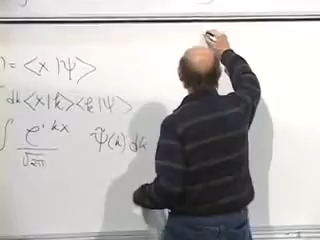 ) = <x|ψ>
∫ dk<x|k><k|ψ>
∫ e^{ikx}/√2π ψ̃(k)dk